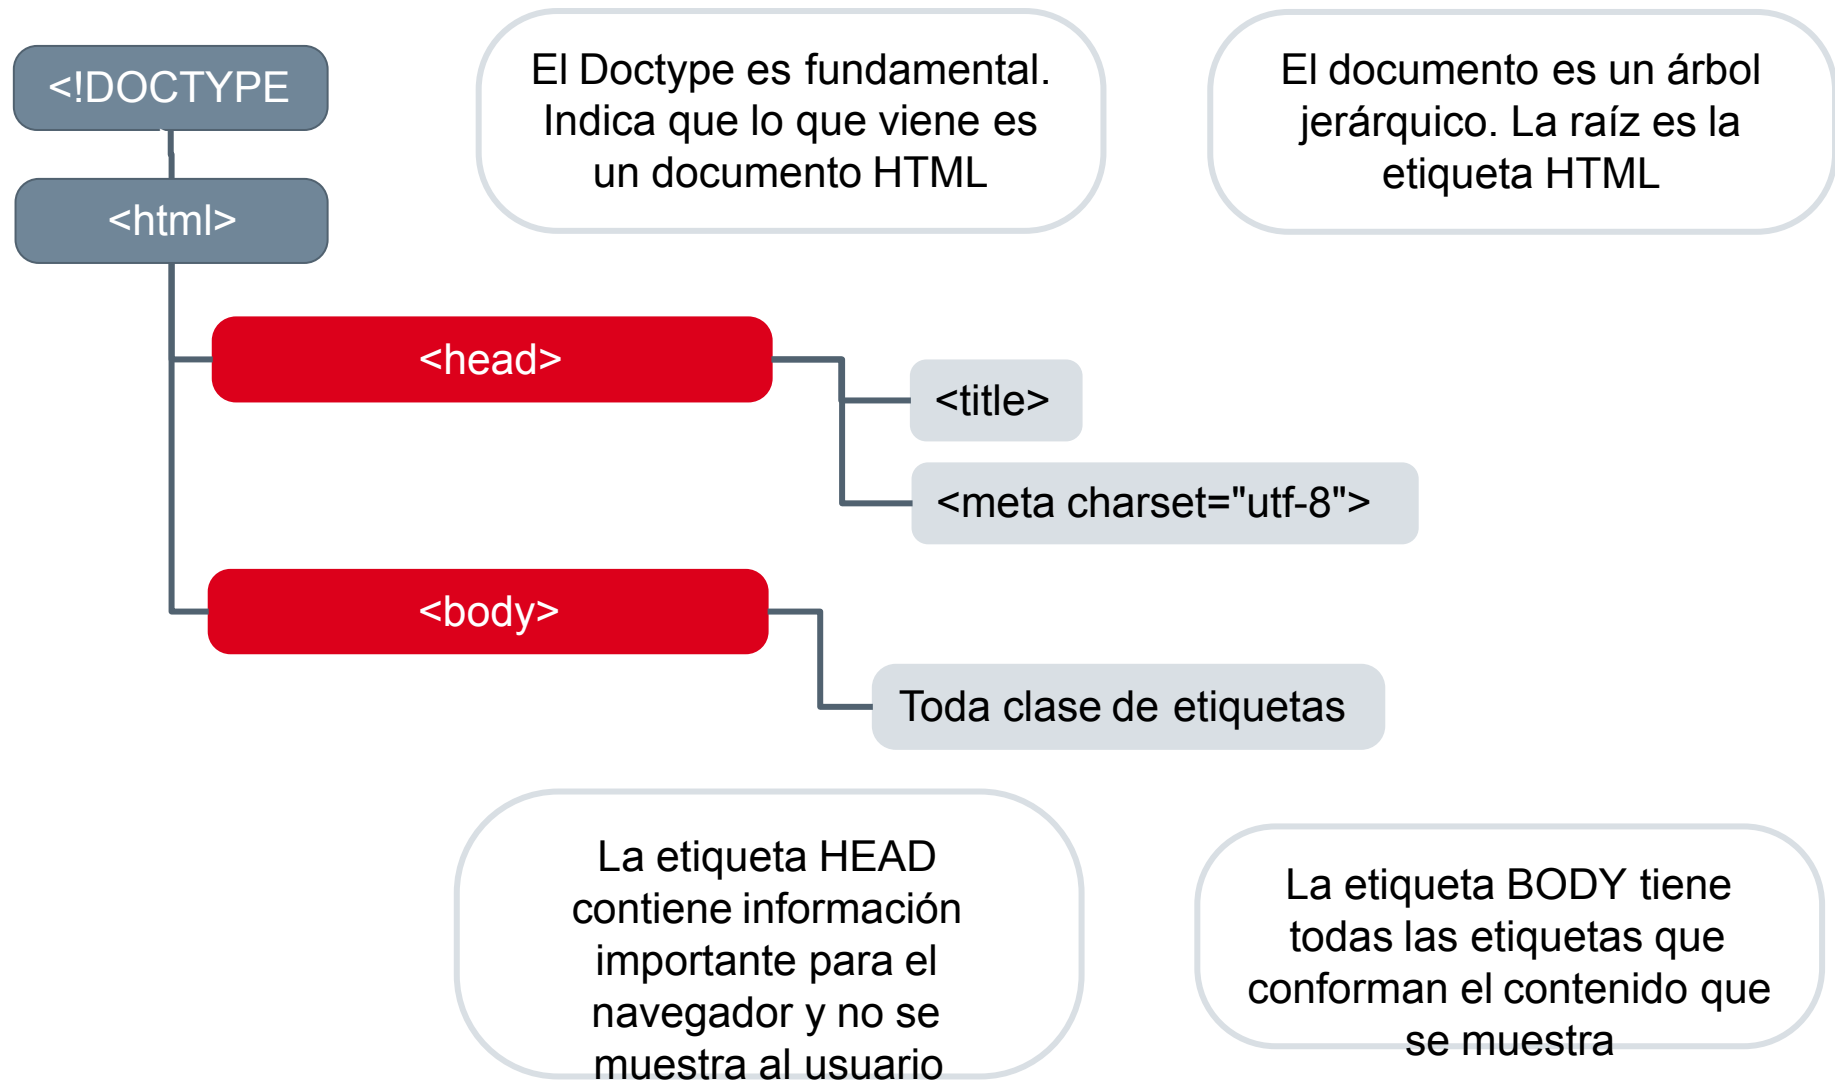 <!DOCTYPE
El Doctype es fundamental.
Indica que lo que viene es
un documento HTML
El documento es un árbol
jerárquico. La raíz es la
etiqueta HTML
<html>
<head>
<title>
<meta charset="utf-8">
<body>
Toda clase de etiquetas
La etiqueta HEAD
contiene información
importante para el
navegador y no se
muestra al usuario
La etiqueta BODY tiene
todas las etiquetas que
conforman el contenido que
se muestra